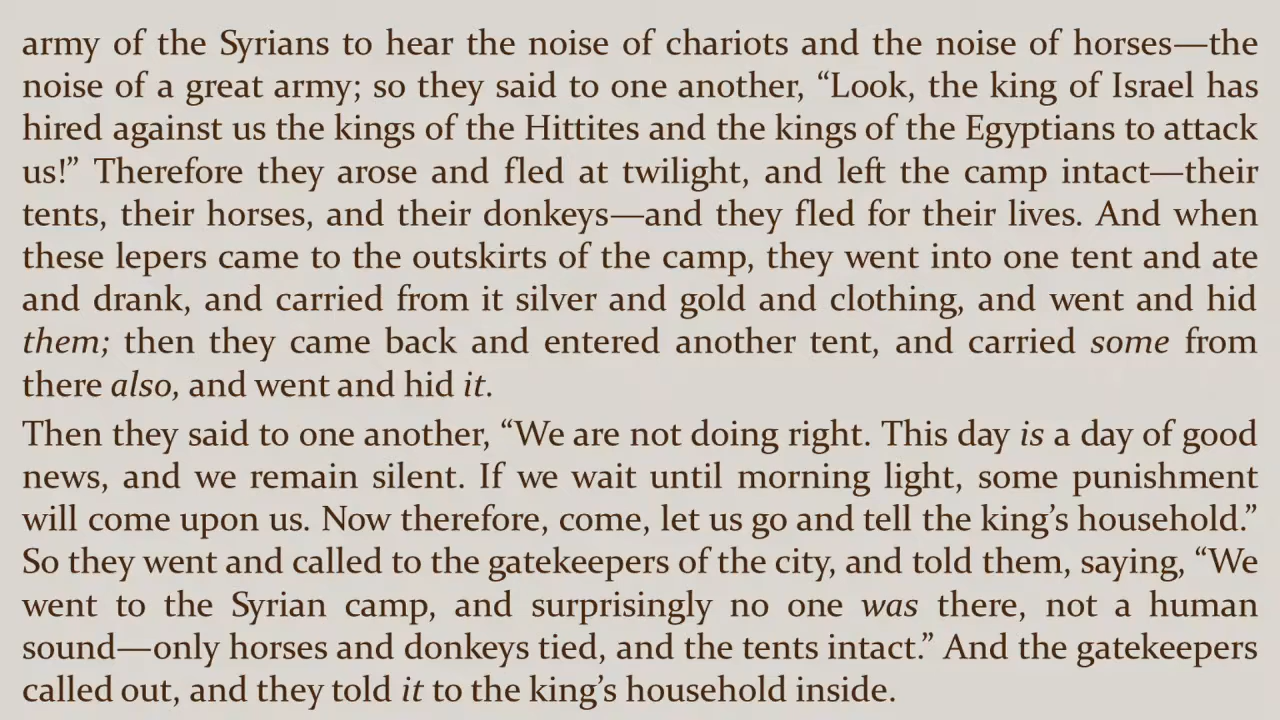 army of the Syrians to hear the noise of chariots and the noise of horses—the
noise of a great army; so they said to one another, “Look, the king of Israel has
hired against us the kings of the Hittites and the kings of the Egyptians to attack
us!” Therefore they arose and fled at twilight, and left the camp intact—their
tents, their horses, and their donkeys—and they fled for their lives. And when
these lepers came to the outskirts of the camp, they went into one tent and ate
and drank, and carried from it silver and gold and clothing, and went and hid
them; then they came back and entered another tent, and carried some from
there also, and went and hid it.
Then they said to one another, “We are not doing right. This day is a day of good
news, and we remain silent. If we wait until morning light, some punishment
will come upon us. Now therefore, come, let us go and tell the king’s household.”
So they went and called to the gatekeepers of the city, and told them, saying, “We
went to the Syrian camp, and surprisingly no one was there, not a human
sound—only horses and donkeys tied, and the tents intact.” And the gatekeepers
called out, and they told it to the king’s household inside.